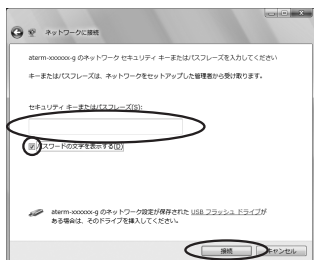 ネットワークに接続
aterm-xxxxxx-g のネットワーク セキュリティ キーまたはパスフレーズを入力してください
キーまたはパスフレーズは、ネットワークをセットアップした管理者から受け取ります。
セキュリティ キーまたはパスフレーズ(S):
パスワードの文字を表示する(D)
aterm-xxxxxx-g のネットワーク設定が保存された USB フラッシュ ドライブが
ある場合は、そのドライブを挿入してください。
接続
キャンセル